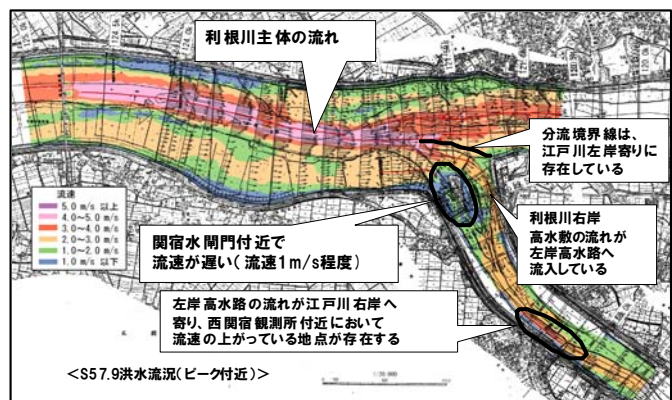 利根川主体の流れ
分流境界線は、
江戸川左岸寄りに
存在している
流速
5.0 m/s 以上
4.0～5.0 m/s
3.0～4.0 m/s
2.0～3.0 m/s
1.0～2.0 m/s
1.0 m/s 以下
関宿水閘門付近で
流速が遅い(流速1m/s程度)
利根川右岸
高水敷の流れが
左岸高水路へ
流入している
左岸高水路の流れが江戸川右岸へ
寄り、西関宿観測所付近において
流速の上がっている地点が存在する
＜S57.9洪水流況(ピーク付近)＞